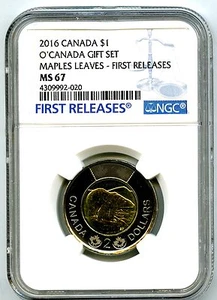 2016 CANADA $1
O'CANADA GIFT SET
MAPLES LEAVES - FIRST RELEASES
MS 67
4309992-020
FIRST RELEASES
NGC
CANADA 2 DOLLARS